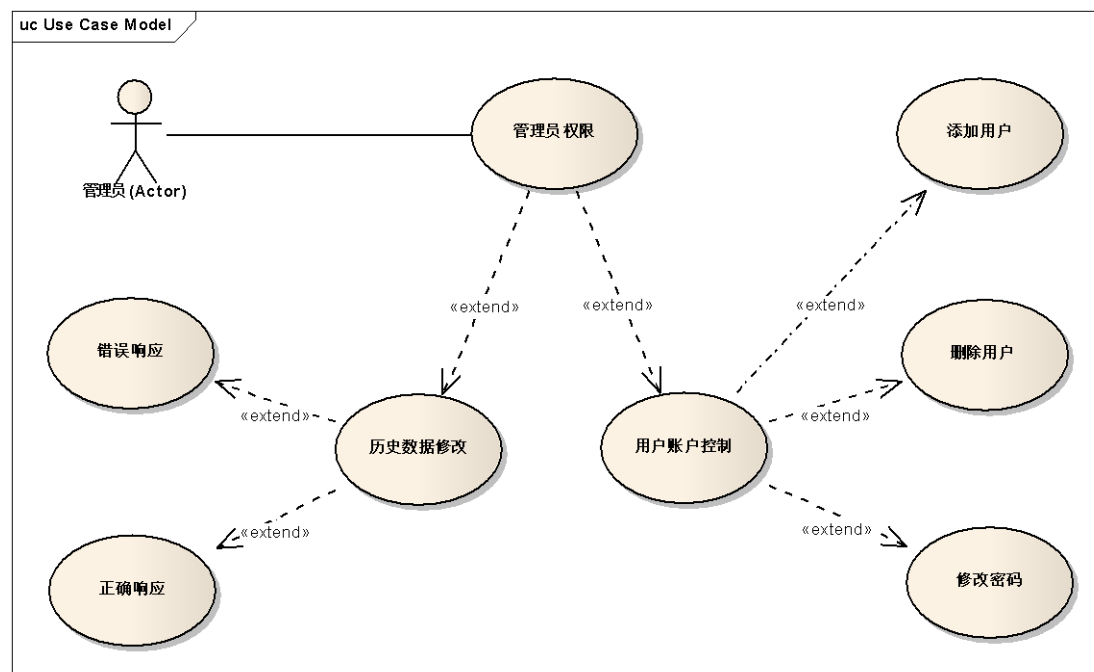 uc Use Case Model
管理员 (Actor)
管理员权限
添加用户
«extend»
«extend»
«extend»
错误响应
删除用户
«extend»
«extend»
历史数据修改
用户账户控制
«extend»
«extend»
正确响应
修改密码